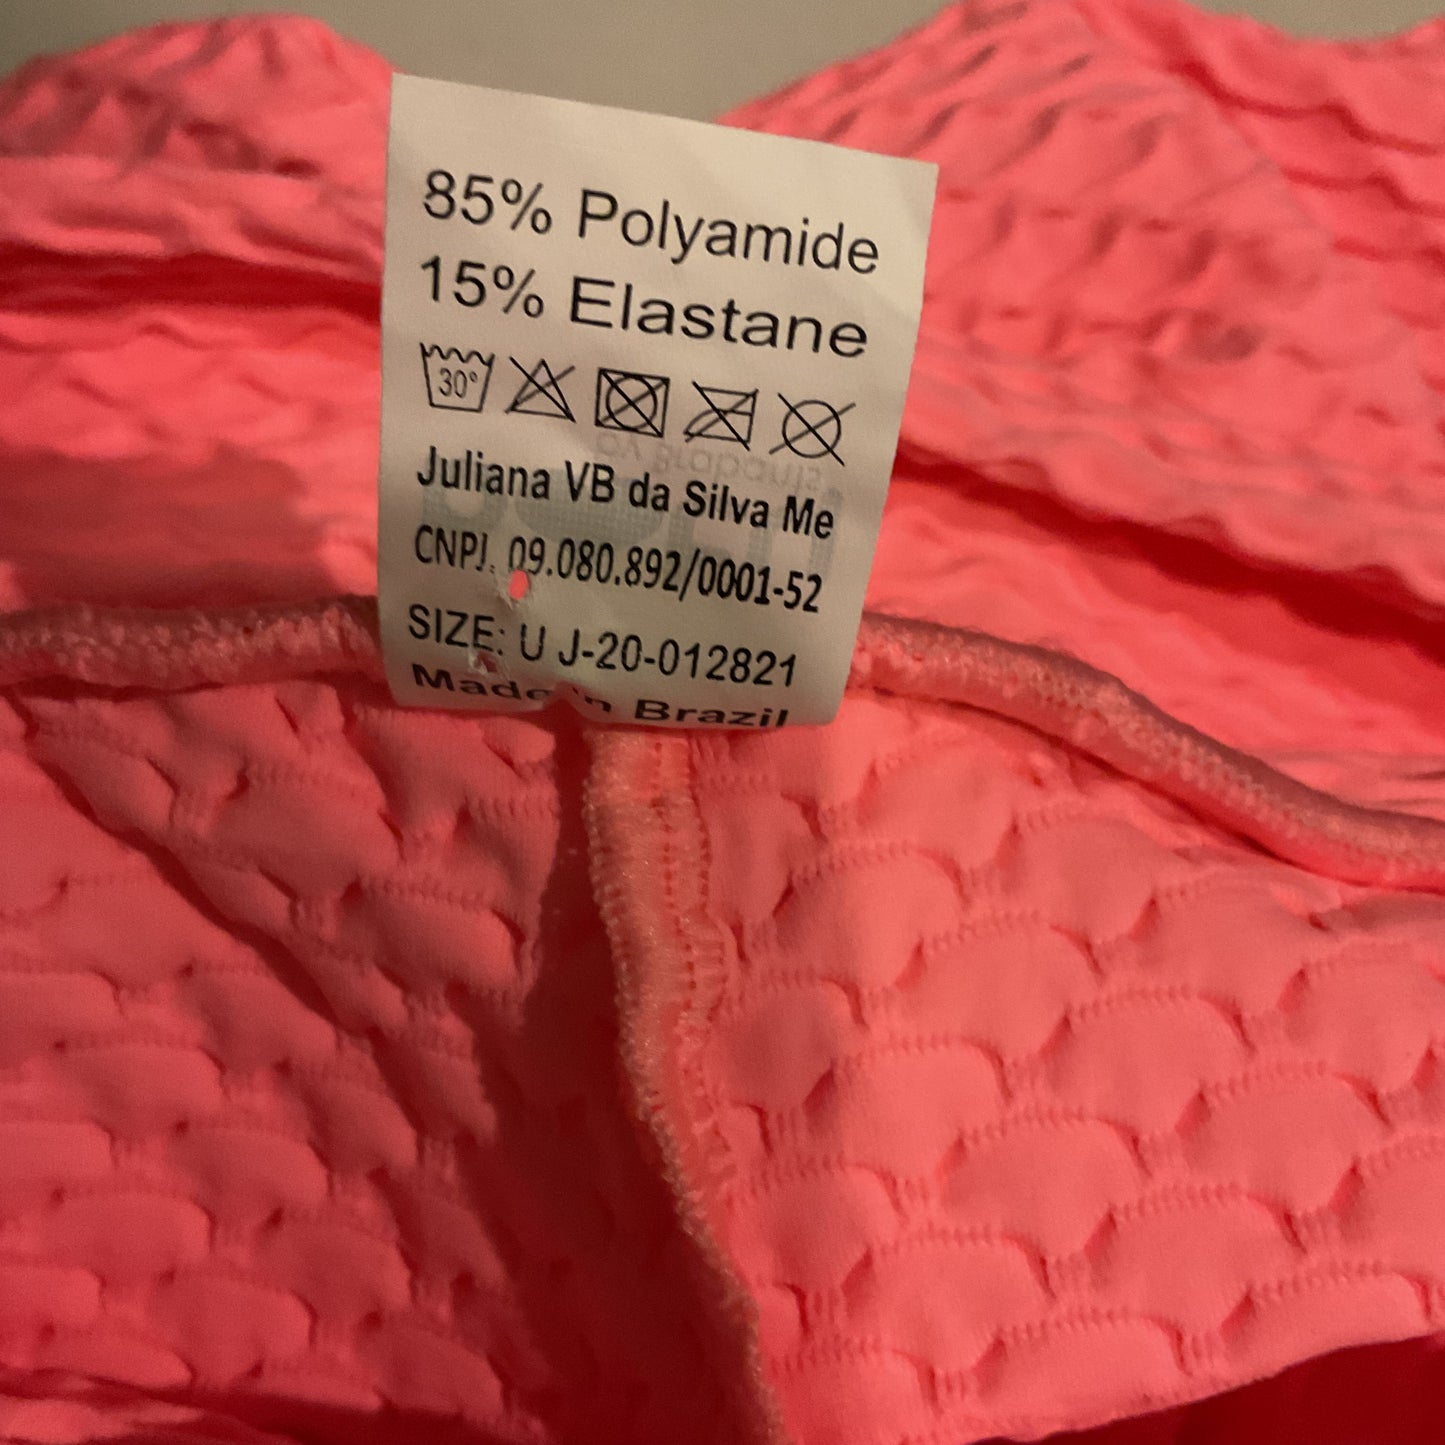 85% Polyamide
15% Elastane
30°
Juliana VB da Silva Me
CNPJ. 09.080.892/0001-52
SIZE: U J-20-012821
Made in Brazil